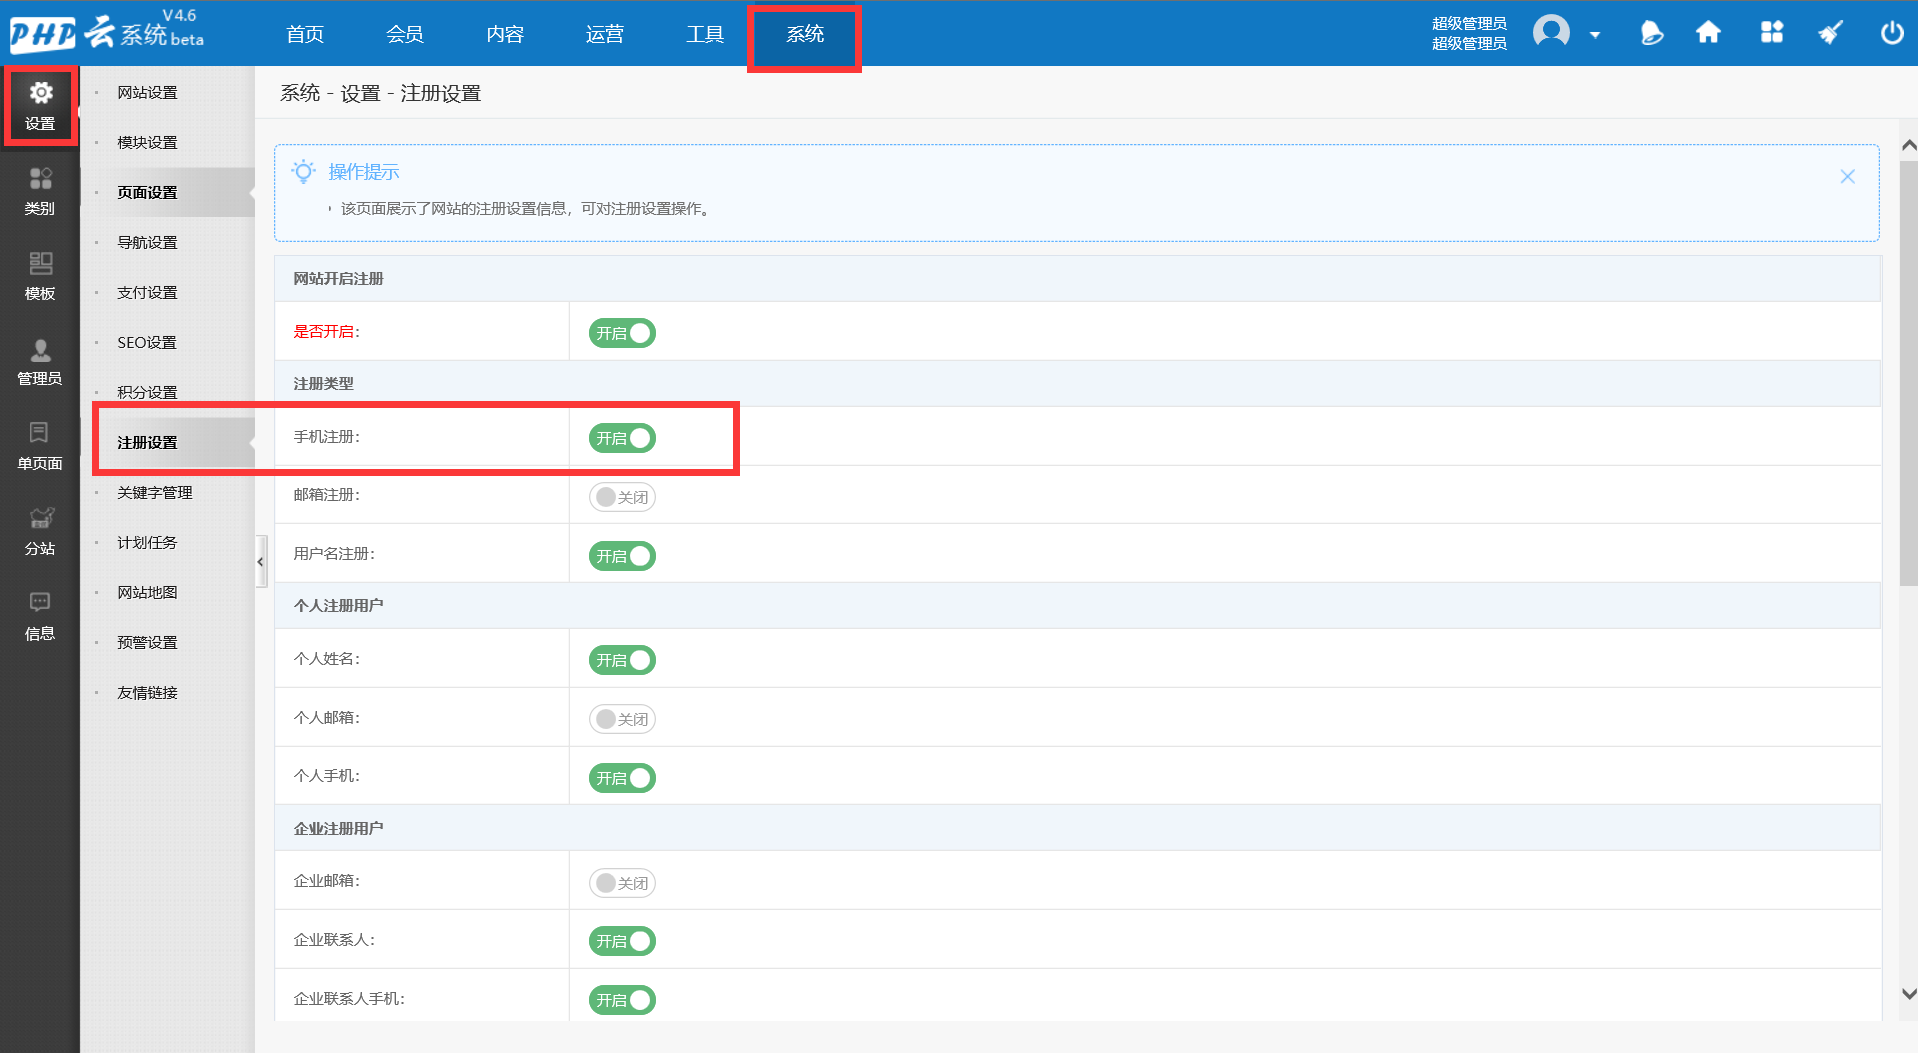 PHP云系统 V4.6 beta
首页 会员 内容 运营 工具 系统
超级管理员
超级管理员
设置
类别
模板
管理员
单页面
分站
信息
网站设置
模块设置
页面设置
导航设置
支付设置
SEO设置
积分设置
注册设置
关键字管理
计划任务
网站地图
预警设置
友情链接
系统 - 设置 - 注册设置
操作提示
该页面展示了网站的注册设置信息，可对注册设置操作。
网站开启注册
是否开启: 开启
注册类型
手机注册: 开启
邮箱注册: 关闭
用户名注册: 开启
个人注册用户
个人姓名: 开启
个人邮箱: 关闭
个人手机: 开启
企业注册用户
企业邮箱: 关闭
企业联系人: 开启
企业联系人手机: 开启